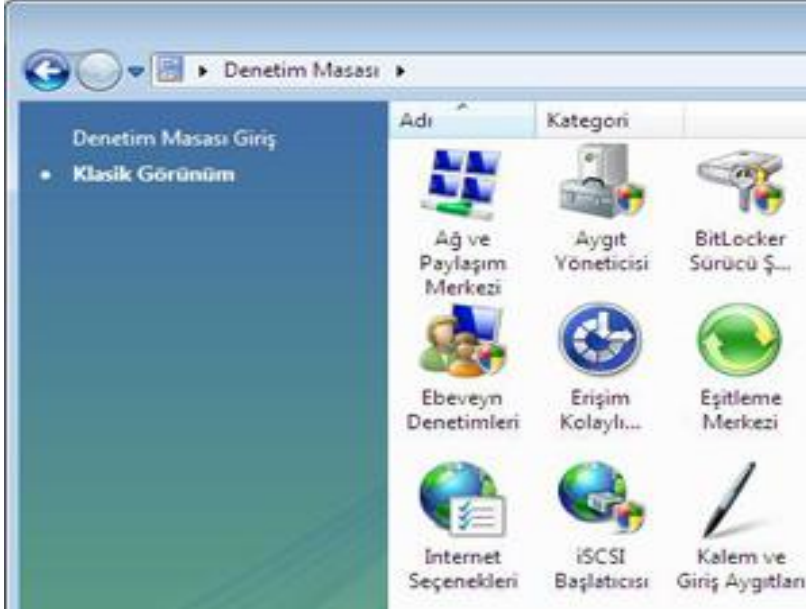 Denetim Masası
Denetim Masası Giriş
Klasik Görünüm
Adı Kategori
Ağ ve Paylaşım Merkezi
Aygıt Yöneticisi
BitLocker Sürücü Ş...
Ebeveyn Denetimleri
Erişim Kolaylı...
Eşitleme Merkezi
Internet Seçenekleri
iSCSI Başlatıcısı
Kalem ve Giriş Aygıtları